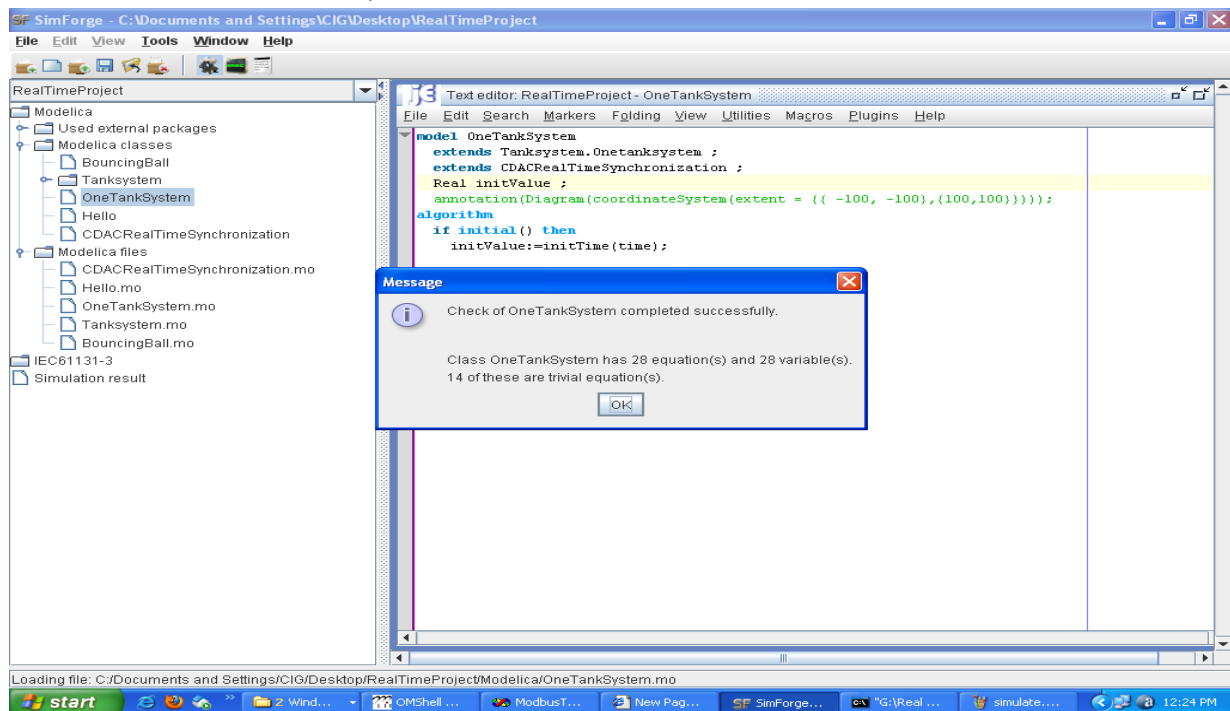 SimForge - C:\Documents and Settings\CIG\Desktop\RealTimeProject
File Edit View Tools Window Help
RealTimeProject
Modelica
Used external packages
Modelica classes
BouncingBall
Tanksystem
OneTankSystem
Hello
CDACRealTimeSynchronization
Modelica files
CDACRealTimeSynchronization.mo
Hello.mo
OneTankSystem.mo
Tanksystem.mo
BouncingBall.mo
IEC61131-3
Simulation result
Text editor: RealTimeProject - OneTankSystem
File Edit Search Markers Folding View Utilities Macros Plugins Help
model OneTankSystem
extends Tanksystem.Onetanksystem ;
extends CDACRealTimeSynchronization ;
Real initValue ;
annotation(Diagram(coordinateSystem(extent = {{ -100, -100},{100,100}})));
algorithm
if initial() then
initValue:=initTime(time);
Message
Check of OneTankSystem completed successfully.
Class OneTankSystem has 28 equation(s) and 28 variable(s).
14 of these are trivial equation(s).
OK
Loading file: C:/Documents and Settings/CIG/Desktop/RealTimeProject/Modelica/OneTankSystem.mo
start 2 Wind... OMShell ... ModbusT... New Pag... SF SimForge... "G:\Real ... simulate.... 12:24 PM